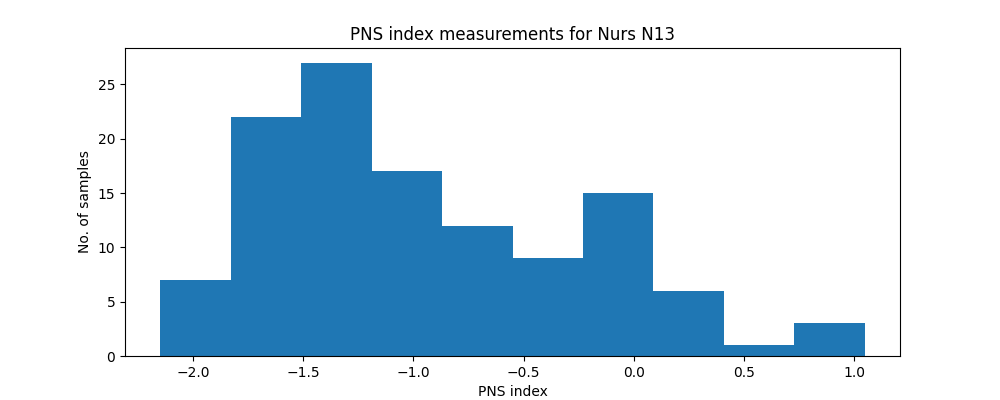 PNS index measurements for Nurs N13
No. of samples
25
20
15
10
5
0
−2.0 −1.5 −1.0 −0.5 0.0 0.5 1.0
PNS index